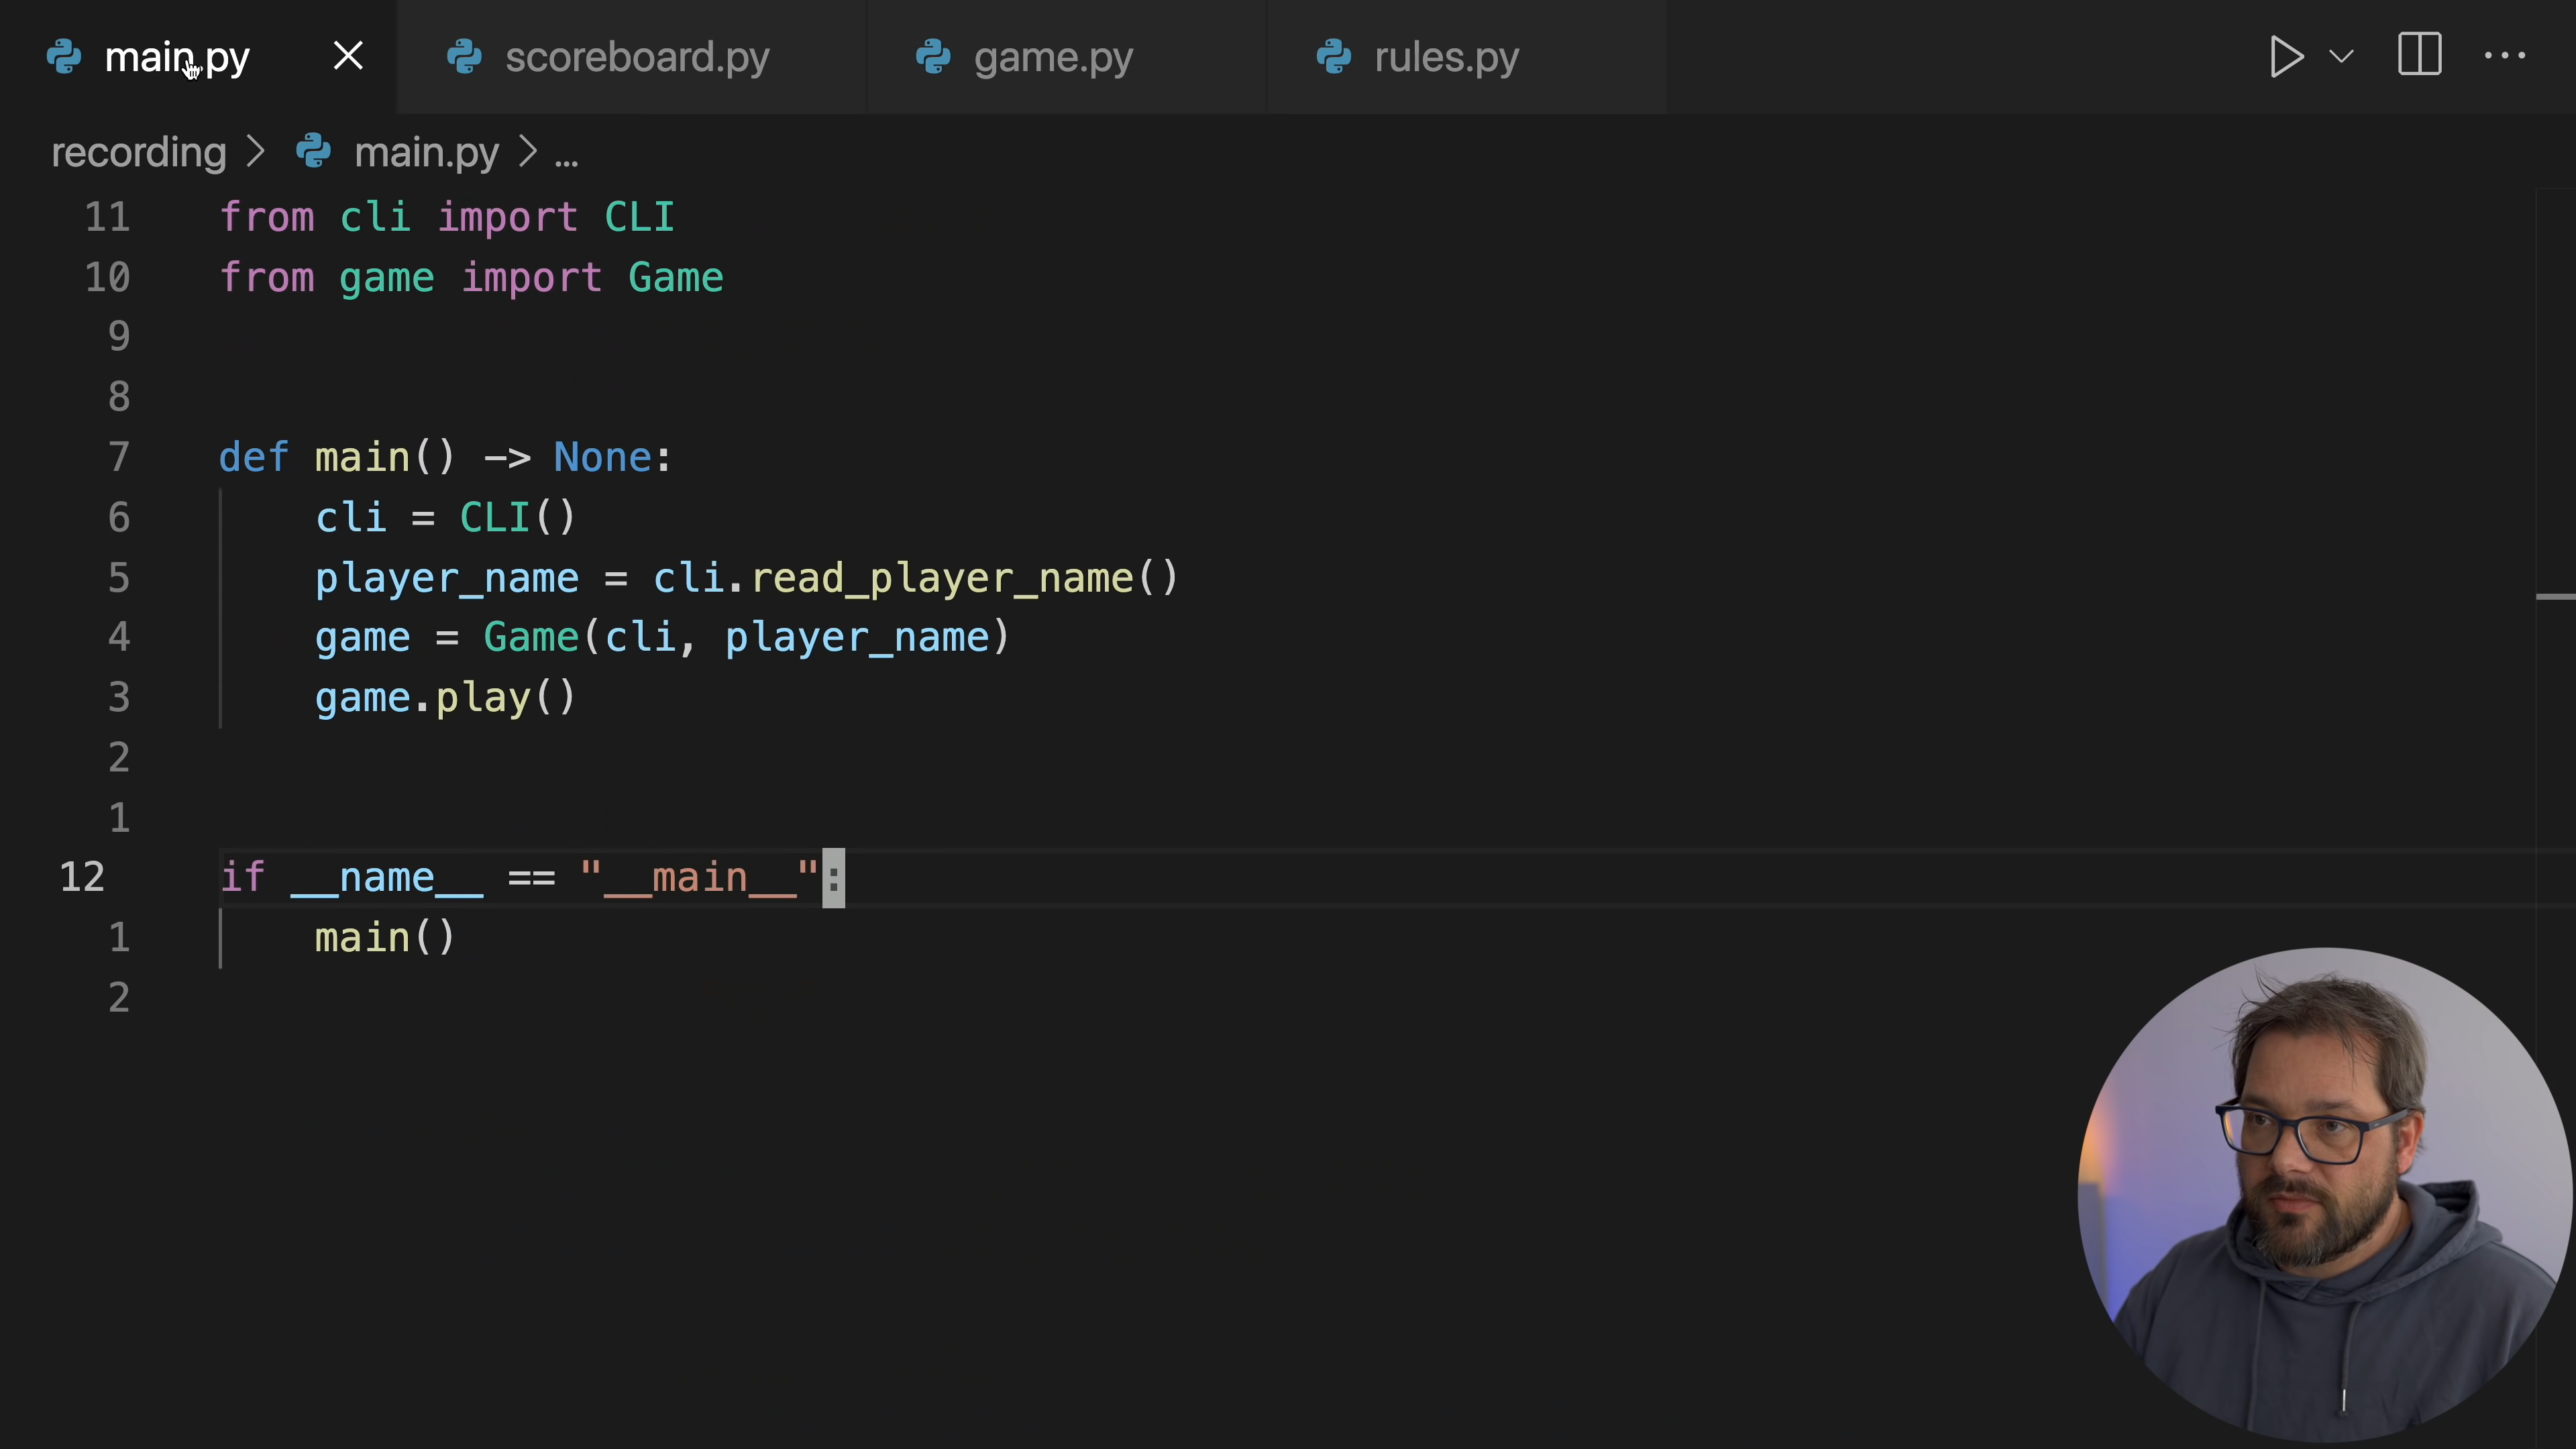 main.py scoreboard.py game.py rules.py
recording > main.py > ...
11 from cli import CLI
10 from game import Game
9
8
7 def main() -> None:
6 cli = CLI()
5 player_name = cli.read_player_name()
4 game = Game(cli, player_name)
3 game.play()
2
1
12 if __name__ == "__main__":
1 main()
2